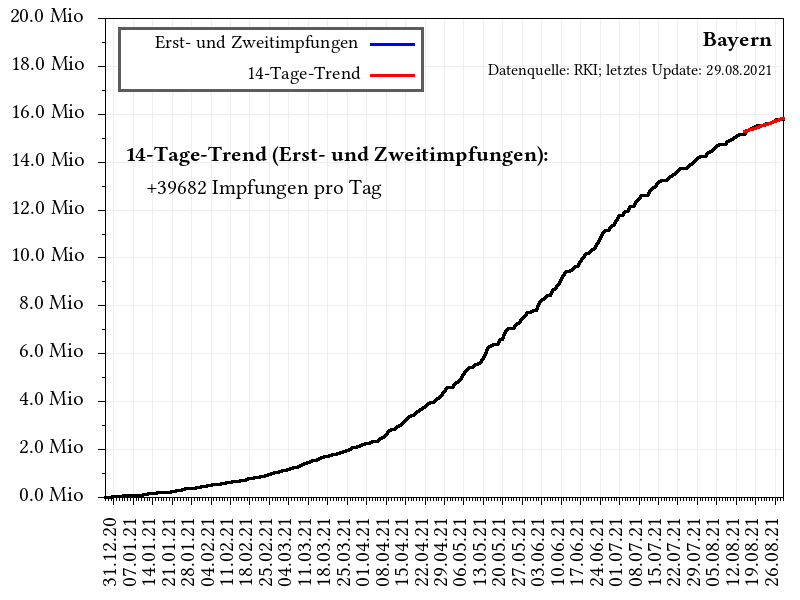 20.0 Mio
18.0 Mio
16.0 Mio
14.0 Mio
12.0 Mio
10.0 Mio
8.0 Mio
6.0 Mio
4.0 Mio
2.0 Mio
0.0 Mio
Erst- und Zweitimpfungen
14-Tage-Trend
Bayern
Datenquelle: RKI; letztes Update: 29.08.2021
14-Tage-Trend (Erst- und Zweitimpfungen):
+39682 Impfungen pro Tag
31.12.20
07.01.21
14.01.21
21.01.21
28.01.21
04.02.21
11.02.21
18.02.21
25.02.21
04.03.21
11.03.21
18.03.21
25.03.21
01.04.21
08.04.21
15.04.21
22.04.21
29.04.21
06.05.21
13.05.21
20.05.21
27.05.21
03.06.21
10.06.21
17.06.21
24.06.21
01.07.21
08.07.21
15.07.21
22.07.21
29.07.21
05.08.21
12.08.21
19.08.21
26.08.21